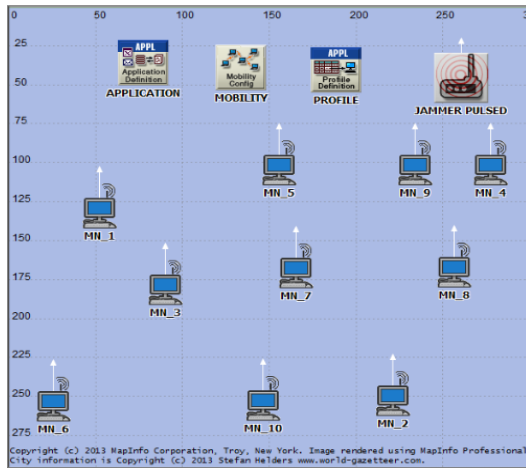 0 50 100 150 200 250
25
APPL APPL
Application Definition Mobility Config Profile Definition
50
APPLICATION MOBILITY PROFILE JAMMER PULSED
75
100
MN_5 MN_9 MN_4
125
MN_1
150
175
MN_3 MN_7 MN_8
200
225
250
MN_6 MN_10 MN_2
275
Copyright (c) 2013 MapInfo Corporation, Troy, New York. Image rendered using MapInfo Professional
City information is Copyright (c) 2013 Stefan Helders www.world-gazetteer.com.